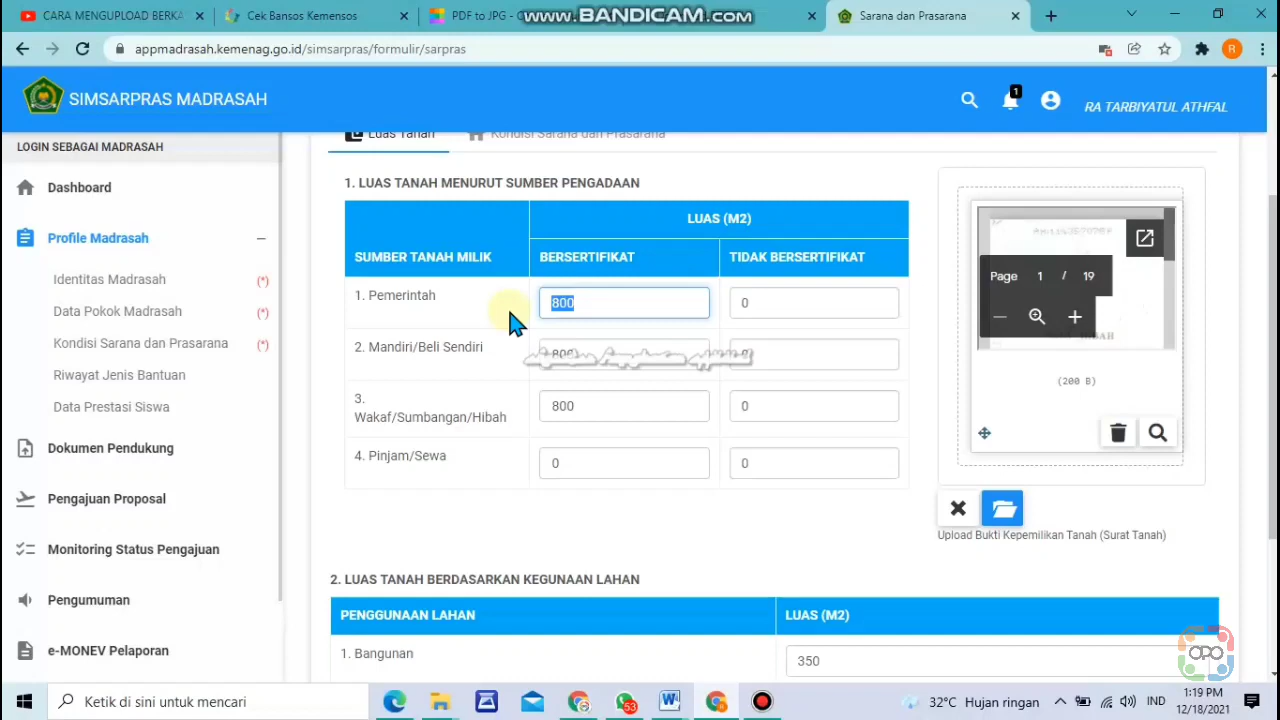 CARA MENGUPLOAD BERKA
Cek Bansos Kemensos
PDF to JPG -
www.BANDICAM.com
Sarana dan Prasarana
appmadrasah.kemenag.go.id/simsarpras/formulir/sarpras
R
SIMSARPRAS MADRASAH
1
RA TARBIYATUL ATHFAL
LOGIN SEBAGAI MADRASAH
Dashboard
Profile Madrasah
Identitas Madrasah (*)
Data Pokok Madrasah (*)
Kondisi Sarana dan Prasarana (*)
Riwayat Jenis Bantuan
Data Prestasi Siswa
Dokumen Pendukung
Pengajuan Proposal
Monitoring Status Pengajuan
Pengumuman
e-MONEV Pelaporan
Luas Tanah
Kondisi Sarana dan Prasarana
1. LUAS TANAH MENURUT SUMBER PENGADAAN
SUMBER TANAH MILIK
LUAS (M2)
BERSERTIFIKAT
TIDAK BERSERTIFIKAT
1. Pemerintah
800
0
2. Mandiri/Beli Sendiri
800
0
3.
Wakaf/Sumbangan/Hibah
800
0
4. Pinjam/Sewa
0
0
Page 1 / 19
HIBAH
(200 B)
Upload Bukti Kepemilikan Tanah (Surat Tanah)
2. LUAS TANAH BERDASARKAN KEGUNAAN LAHAN
PENGGUNAAN LAHAN
LUAS (M2)
1. Bangunan
350
OPO
Ketik di sini untuk mencari
53
32°C Hujan ringan
IND
1:19 PM
12/18/2021